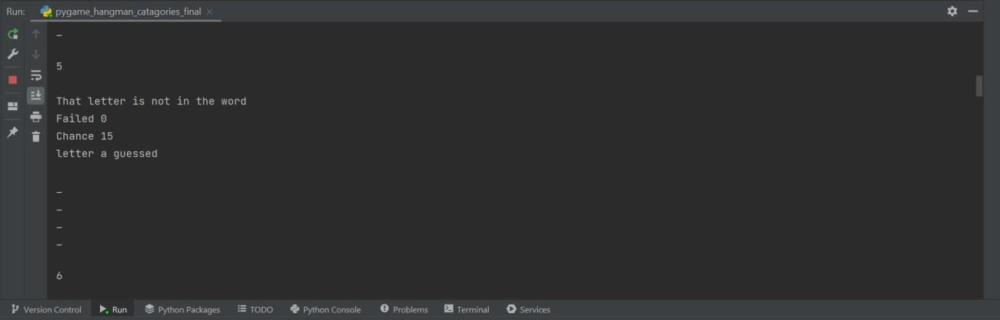 Run: pygame_hangman_catagories_final
–
5
That letter is not in the word
Failed 0
Chance 15
letter a guessed
–
–
–
–
6
Version Control Run Python Packages TODO Python Console Problems Terminal Services